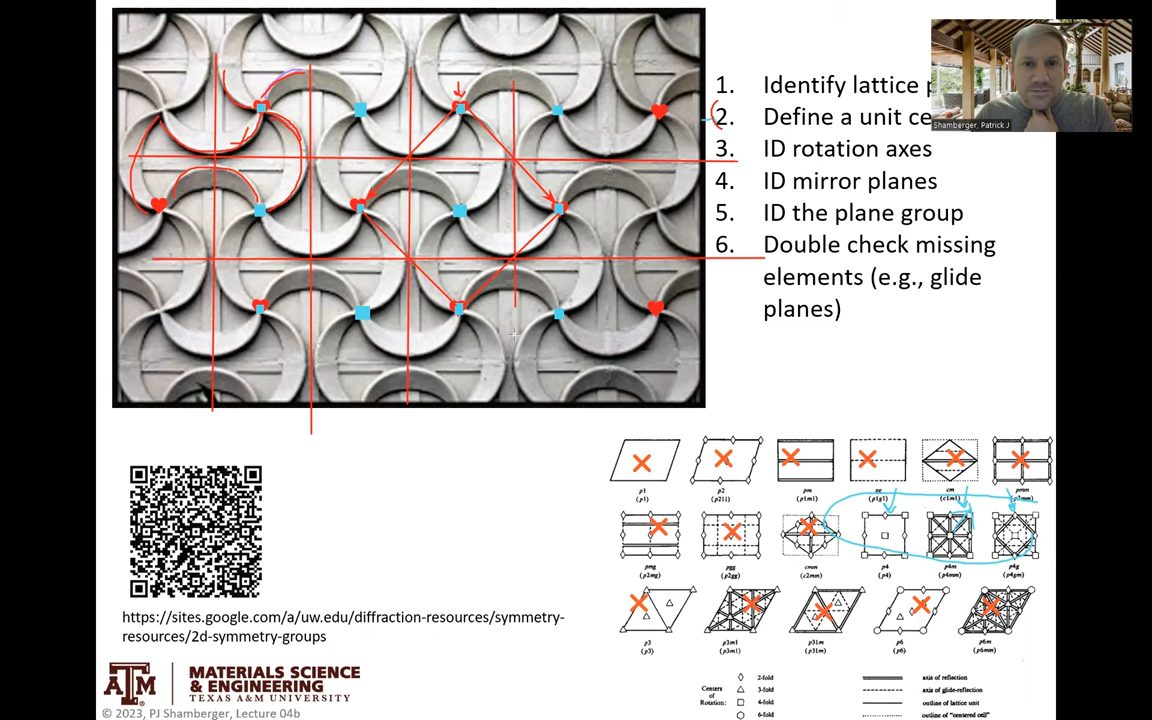 1. Identify lattice p
2. Define a unit ce
Shamberger, Patrick J
3. ID rotation axes
4. ID mirror planes
5. ID the plane group
6. Double check missing
elements (e.g., glide
planes)
p1
(p1)
p2
(p211)
pm
(p1m1)
(p1g1)
cm
(c1m1)
pmm
(p2mm)
pmg
(p2mg)
pgg
(p2gg)
cmm
(c2mm)
p4
(p4)
p4m
(p4mm)
p4g
(p4gm)
p3
(p3)
p3m1
(p3m1)
p31m
(p31m)
p6
(p6)
p6m
(p6mm)
https://sites.google.com/a/uw.edu/diffraction-resources/symmetry-
resources/2d-symmetry-groups
Centers
of
Rotation:
2-fold
3-fold
4-fold
6-fold
axis of reflection
axis of glide-reflection
outline of lattice unit
outline of "centered cell"
ATM
MATERIALS SCIENCE
& ENGINEERING
TEXAS A&M UNIVERSITY
© 2023, PJ Shamberger, Lecture 04b